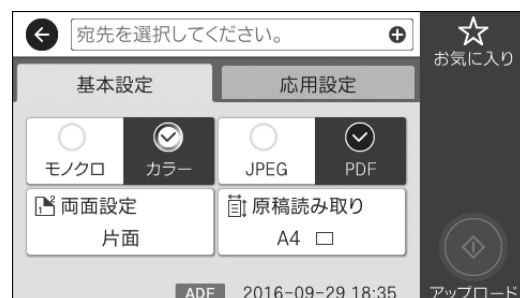 宛先を選択してください。
お気に入り
基本設定
応用設定
モノクロ
カラー
JPEG
PDF
両面設定
片面
原稿読み取り
A4
ADF 2016-09-29 18:35
アップロード